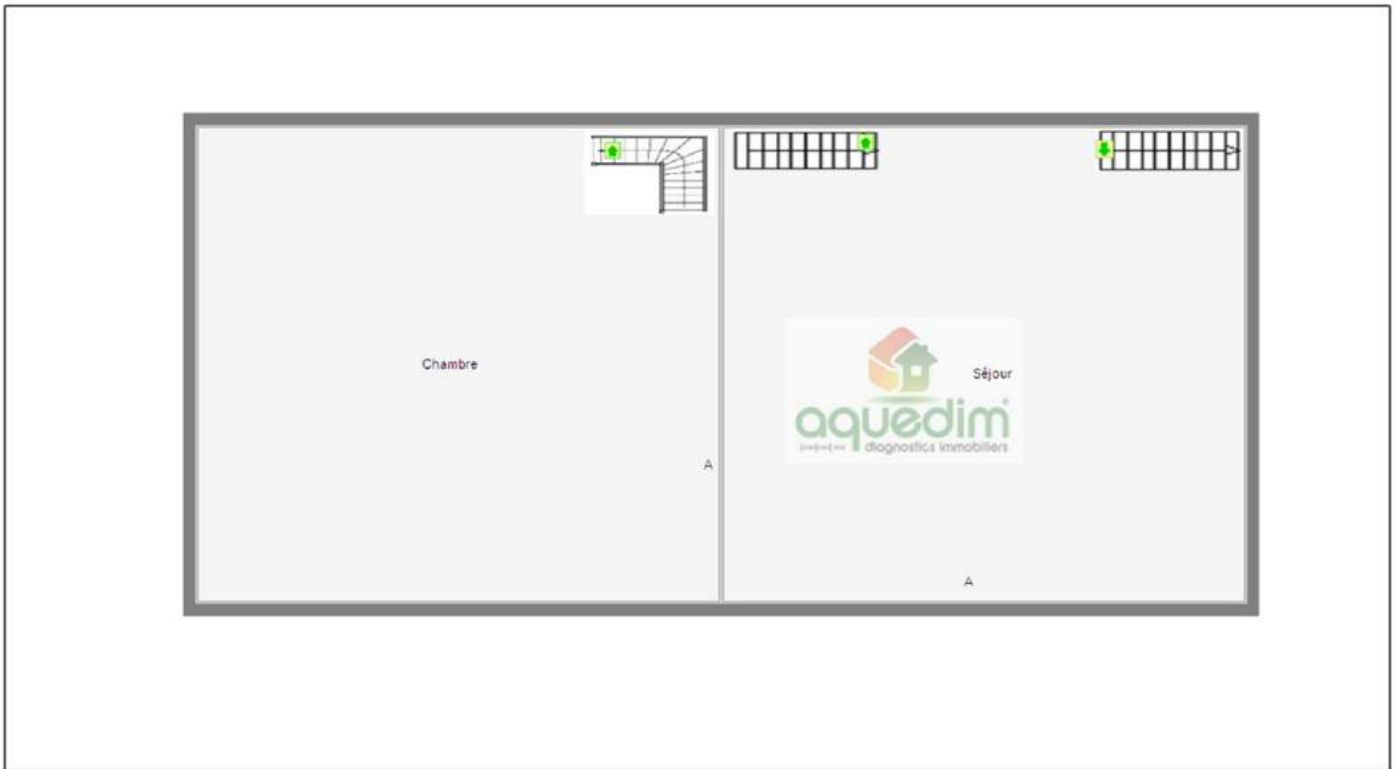 Chambre
Séjour
aquedim
diagnostics immobiliers
A
A